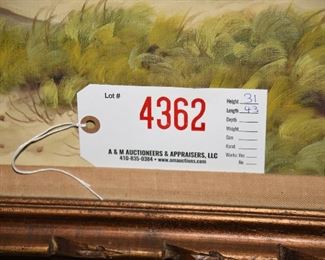 Lot #
4362
A & M AUCTIONEERS & APPRAISERS, LLC
410-835-0384 • www.amauctions.com
Height 31
Length 43
Depth
Weight
Size
Karat
Works: Yes
No